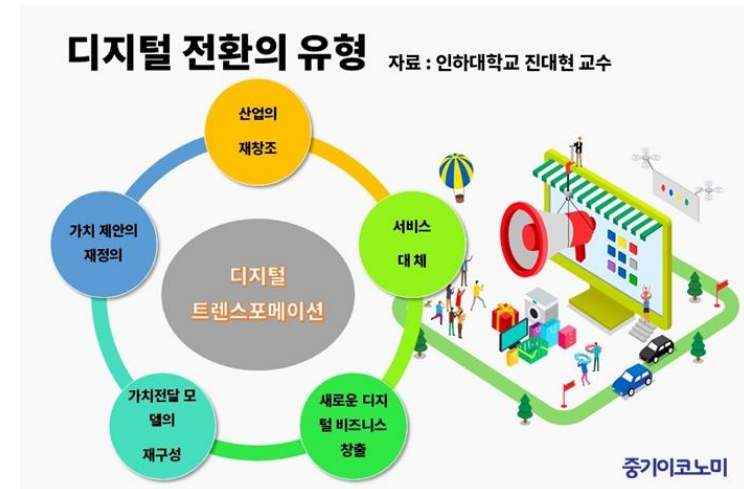 디지털 전환의 유형
자료 : 인하대학교 진대현 교수
산업의
재창조
서비스
대 체
새로운 디지
털 비즈니스
창출
가치전달 모
델의
재구성
가치 제안의
재정의
디지털
트렌스포메이션
중기이코노미